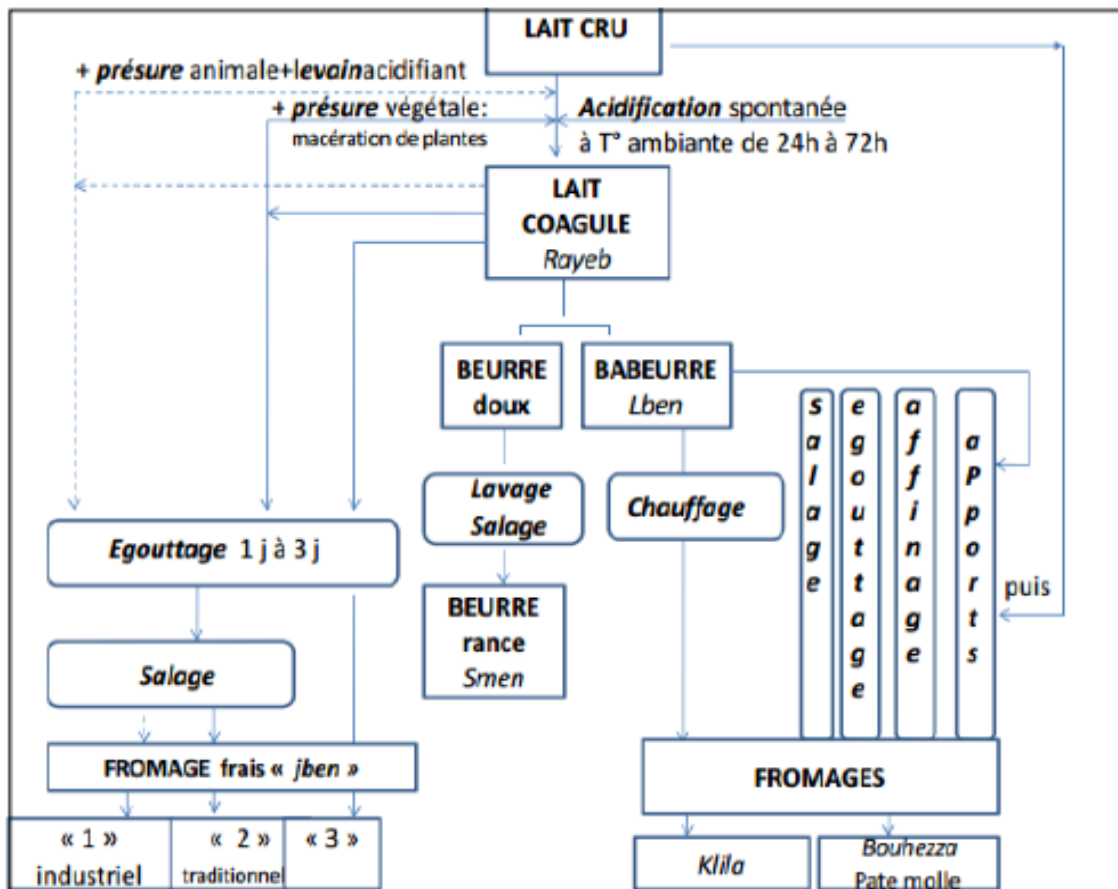 LAIT CRU
+ présure animale+levainacidifiant
+ présure végétale:
macération de plantes
Acidification spontanée
à T° ambiante de 24h à 72h
LAIT
COAGULE
Rayeb
BEURRE
doux
BABEURRE
Lben
Lavage
Salage
Chauffage
BEURRE
rance
Smen
salage
egouttage
affinage
aPports
puis
Egouttage 1 j à 3 j
Salage
FROMAGE frais « jben »
« 1 »
industriel
« 2 »
traditionnel
« 3 »
FROMAGES
Klila
Bouhezza
Pate molle